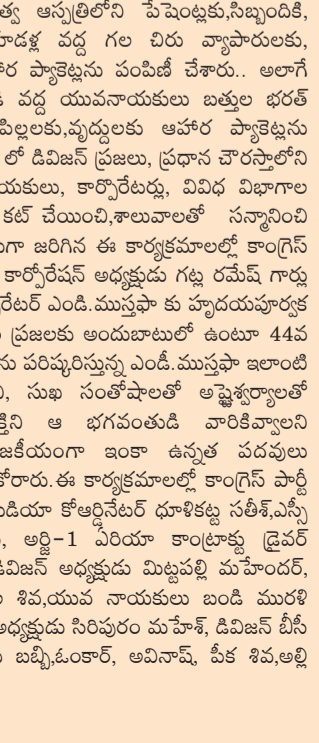 త్వ ఆస్పత్రిలోని పేషెంట్లకు,సిబ్బందికి,
హడళ్ల వద్ద గల చిరు వ్యాపారులకు,
ర ప్యాకెట్లను పంపిణీ చేశారు.. అలాగే
వద్ద యువనాయకులు బత్తుల భరత్
పిల్లలకు,వృద్దులకు ఆహార ప్యాకెట్లను
లో డివిజన్ ప్రజలు, ప్రధాన చౌరస్తాలోని
యకులు, కార్పొరేటర్లు, వివిధ విభాగాల
కట్ చేయించి,శాలువాలతో సన్మానించి
గా జరిగిన ఈ కార్యక్రమాలల్లో కాంగ్రెస్
కార్పోరేషన్ అధ్యక్షుడు గట్ల రమేష్ గార్లు
రేటర్ ఎండి.ముస్తఫా కు హృదయపూర్వక
ప్రజలకు అందుబాటులో ఉంటూ 44వ
ను పరిష్కరిస్తున్న ఎండీ.ముస్తఫా ఇలాంటి
, సుఖ సంతోషాలతో అష్టైశ్వర్యాలతో
క్తిని ఆ భగవంతుడి వారికివ్వాలని
జకీయంగా ఇంకా ఉన్నత పదవులు
కోరారు.ఈ కార్యక్రమాలల్లో కాంగ్రెస్ పార్టీ
డియా కోఆర్డినేటర్ ధూళికట్ట సతీశ్,ఎస్సీ
, అర్జి-1 ఏరియా కాంట్రాక్టు డ్రైవర్
డివిజన్ అధ్యక్షుడు మిట్టపల్లి మహేందర్,
శివ,యువ నాయకులు బండి మురళి
అధ్యక్షుడు సిరిపురం మహేశ్, డివిజన్ బీసీ
బబ్బి,ఓంకార్, అవినాష్, పీక శివ,అల్లి